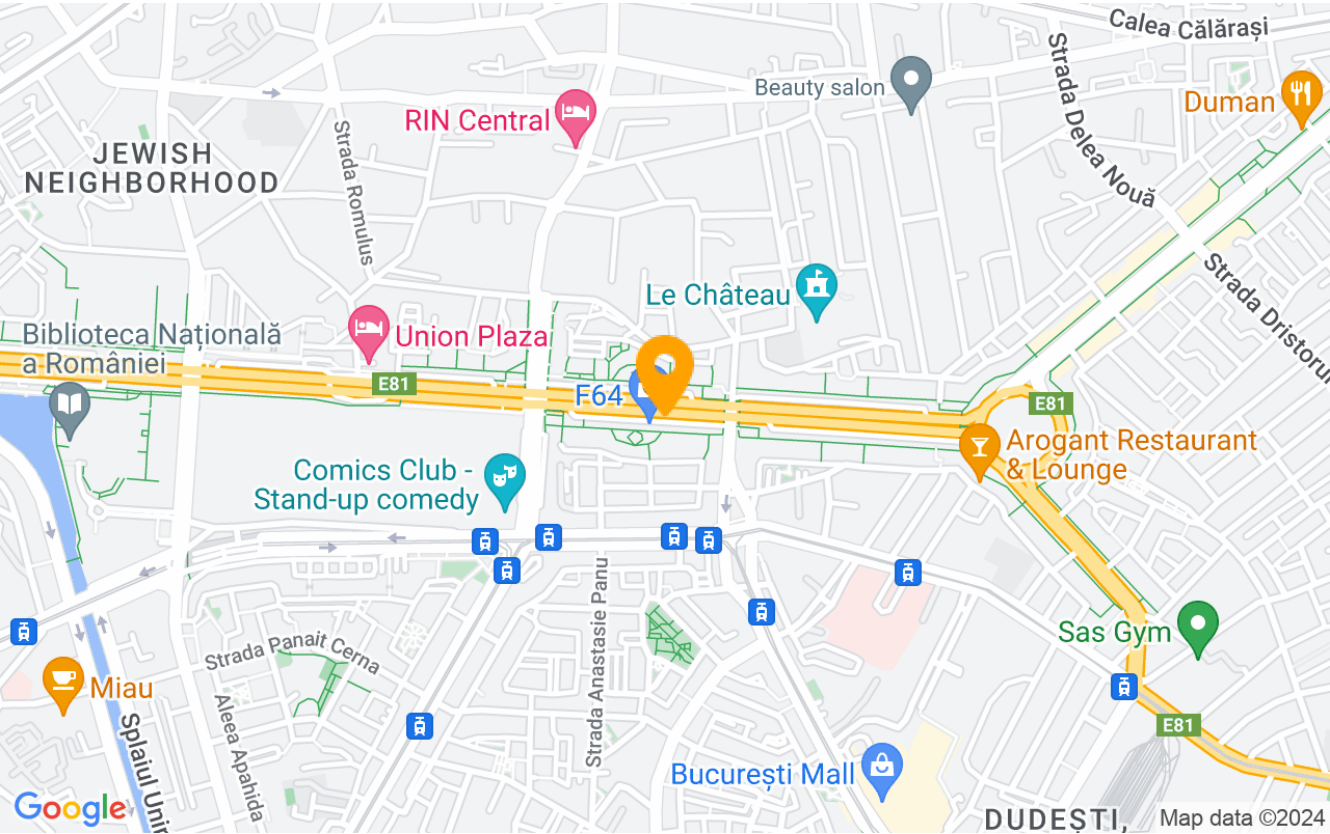 Calea Călărași
Strada Delea Nouă
Beauty salon
Duman
RIN Central
JEWISH
NEIGHBORHOOD
Strada Romulus
Strada Dristorul
Le Château
Biblioteca Națională
a României
Union Plaza
E81
F64
E81
Arogant Restaurant
& Lounge
Comics Club -
Stand-up comedy
Strada Anastasie Panu
Strada Panait Cerna
Sas Gym
Miau
Aleea Apahida
Splaiul Unir
E81
București Mall
Google
DUDEȘTI,
Map data ©2024